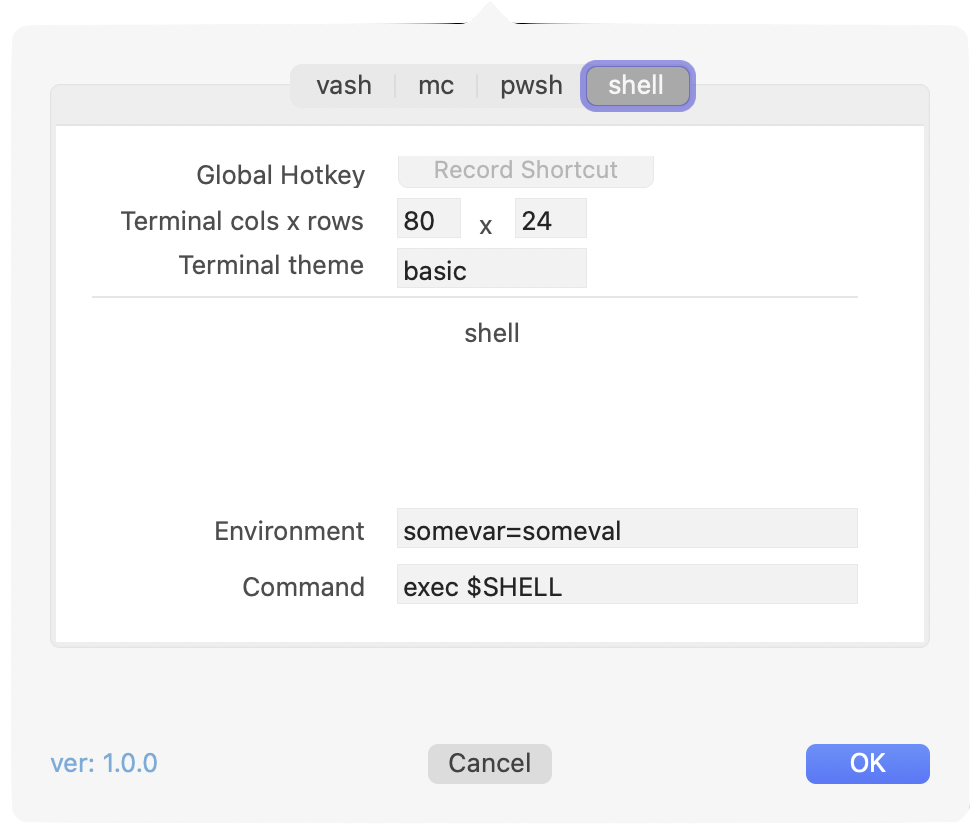 vash mc pwsh shell
Global Hotkey Record Shortcut
Terminal cols x rows 80 x 24
Terminal theme basic
shell
Environment somevar=someval
Command exec $SHELL
ver: 1.0.0 Cancel OK